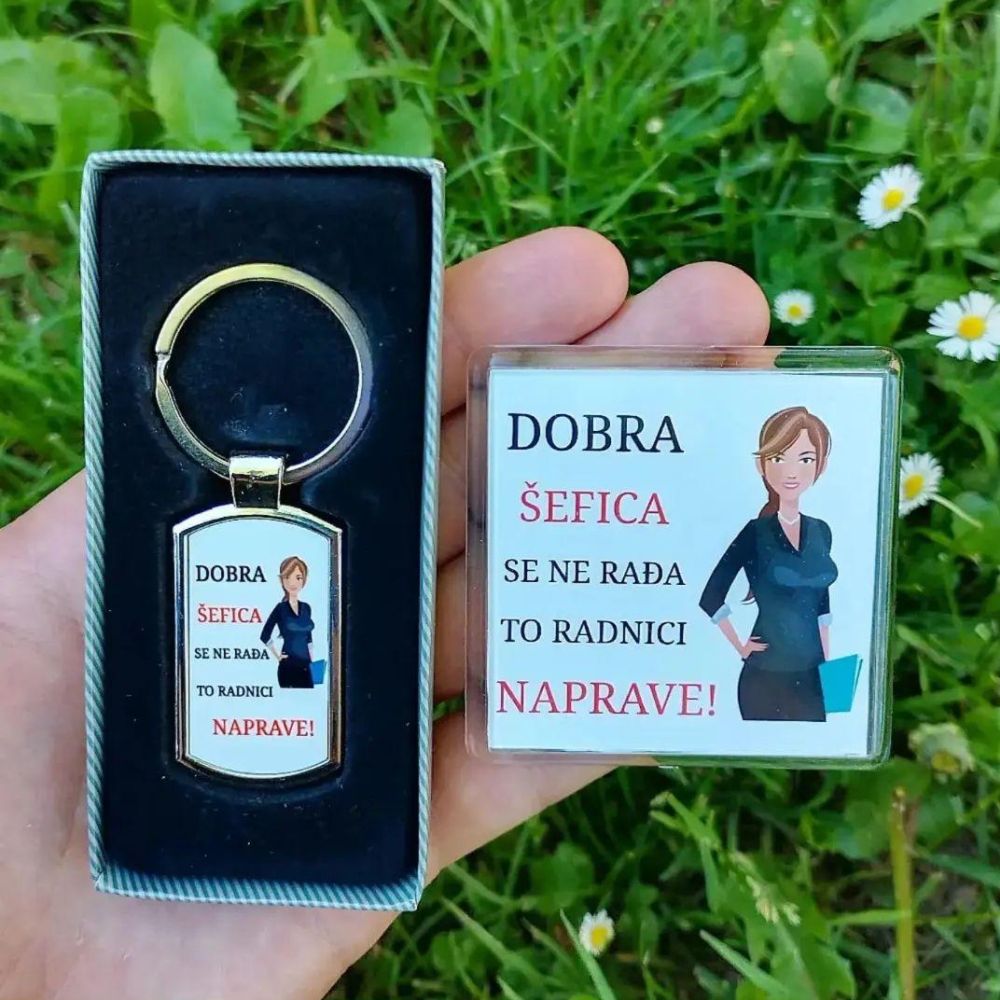 DOBRA
ŠEFICA
SE NE RAĐA
TO RADNICI
NAPRAVE!
DOBRA
ŠEFICA
SE NE RAĐA
TO RADNICI
NAPRAVE!